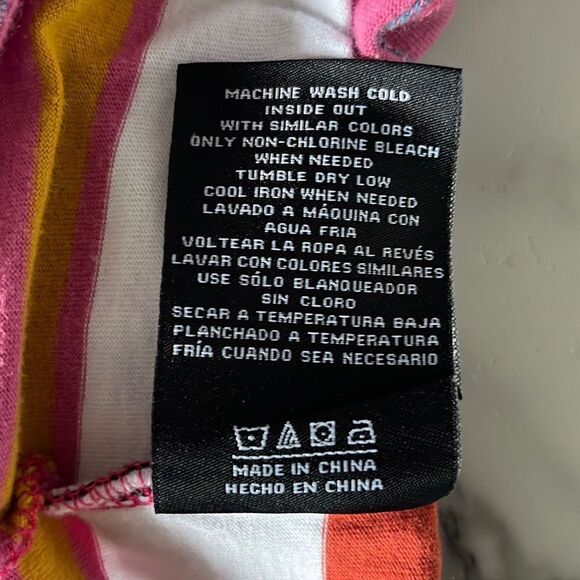 MACHINE WASH COLD
INSIDE OUT
WITH SIMILAR COLORS
ONLY NON-CHLORINE BLEACH
WHEN NEEDED
TUMBLE DRY LOW
COOL IRON WHEN NEEDED
LAVADO A MÁQUINA CON
AGUA FRIA
VOLTEAR LA ROPA AL REVÉS
LAVAR CON COLORES SIMILARES
USE SÓLO BLANQUEADOR
SIN CLORO
SECAR A TEMPERATURA BAJA
PLANCHADO A TEMPERATURA
FRÍA CUANDO SEA NECESARIO
MADE IN CHINA
HECHO EN CHINA